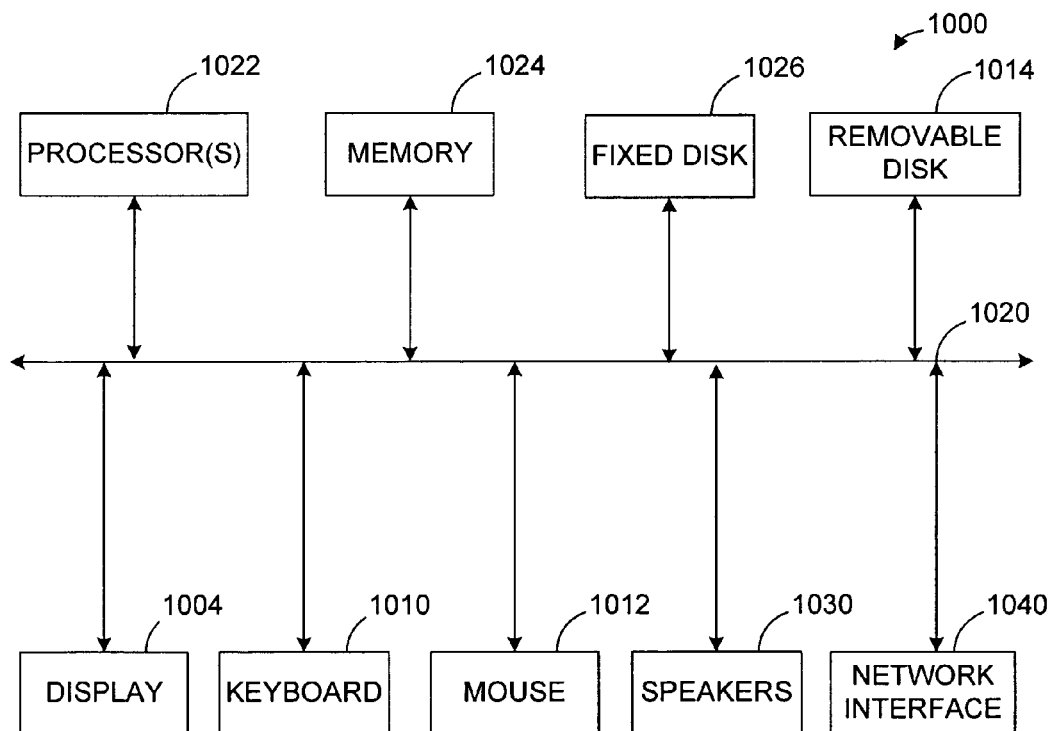 1000
1022
1024
1026
1014
PROCESSOR(S)
MEMORY
FIXED DISK
REMOVABLE
DISK
1020
1004
1010
1012
1030
1040
DISPLAY
KEYBOARD
MOUSE
SPEAKERS
NETWORK
INTERFACE